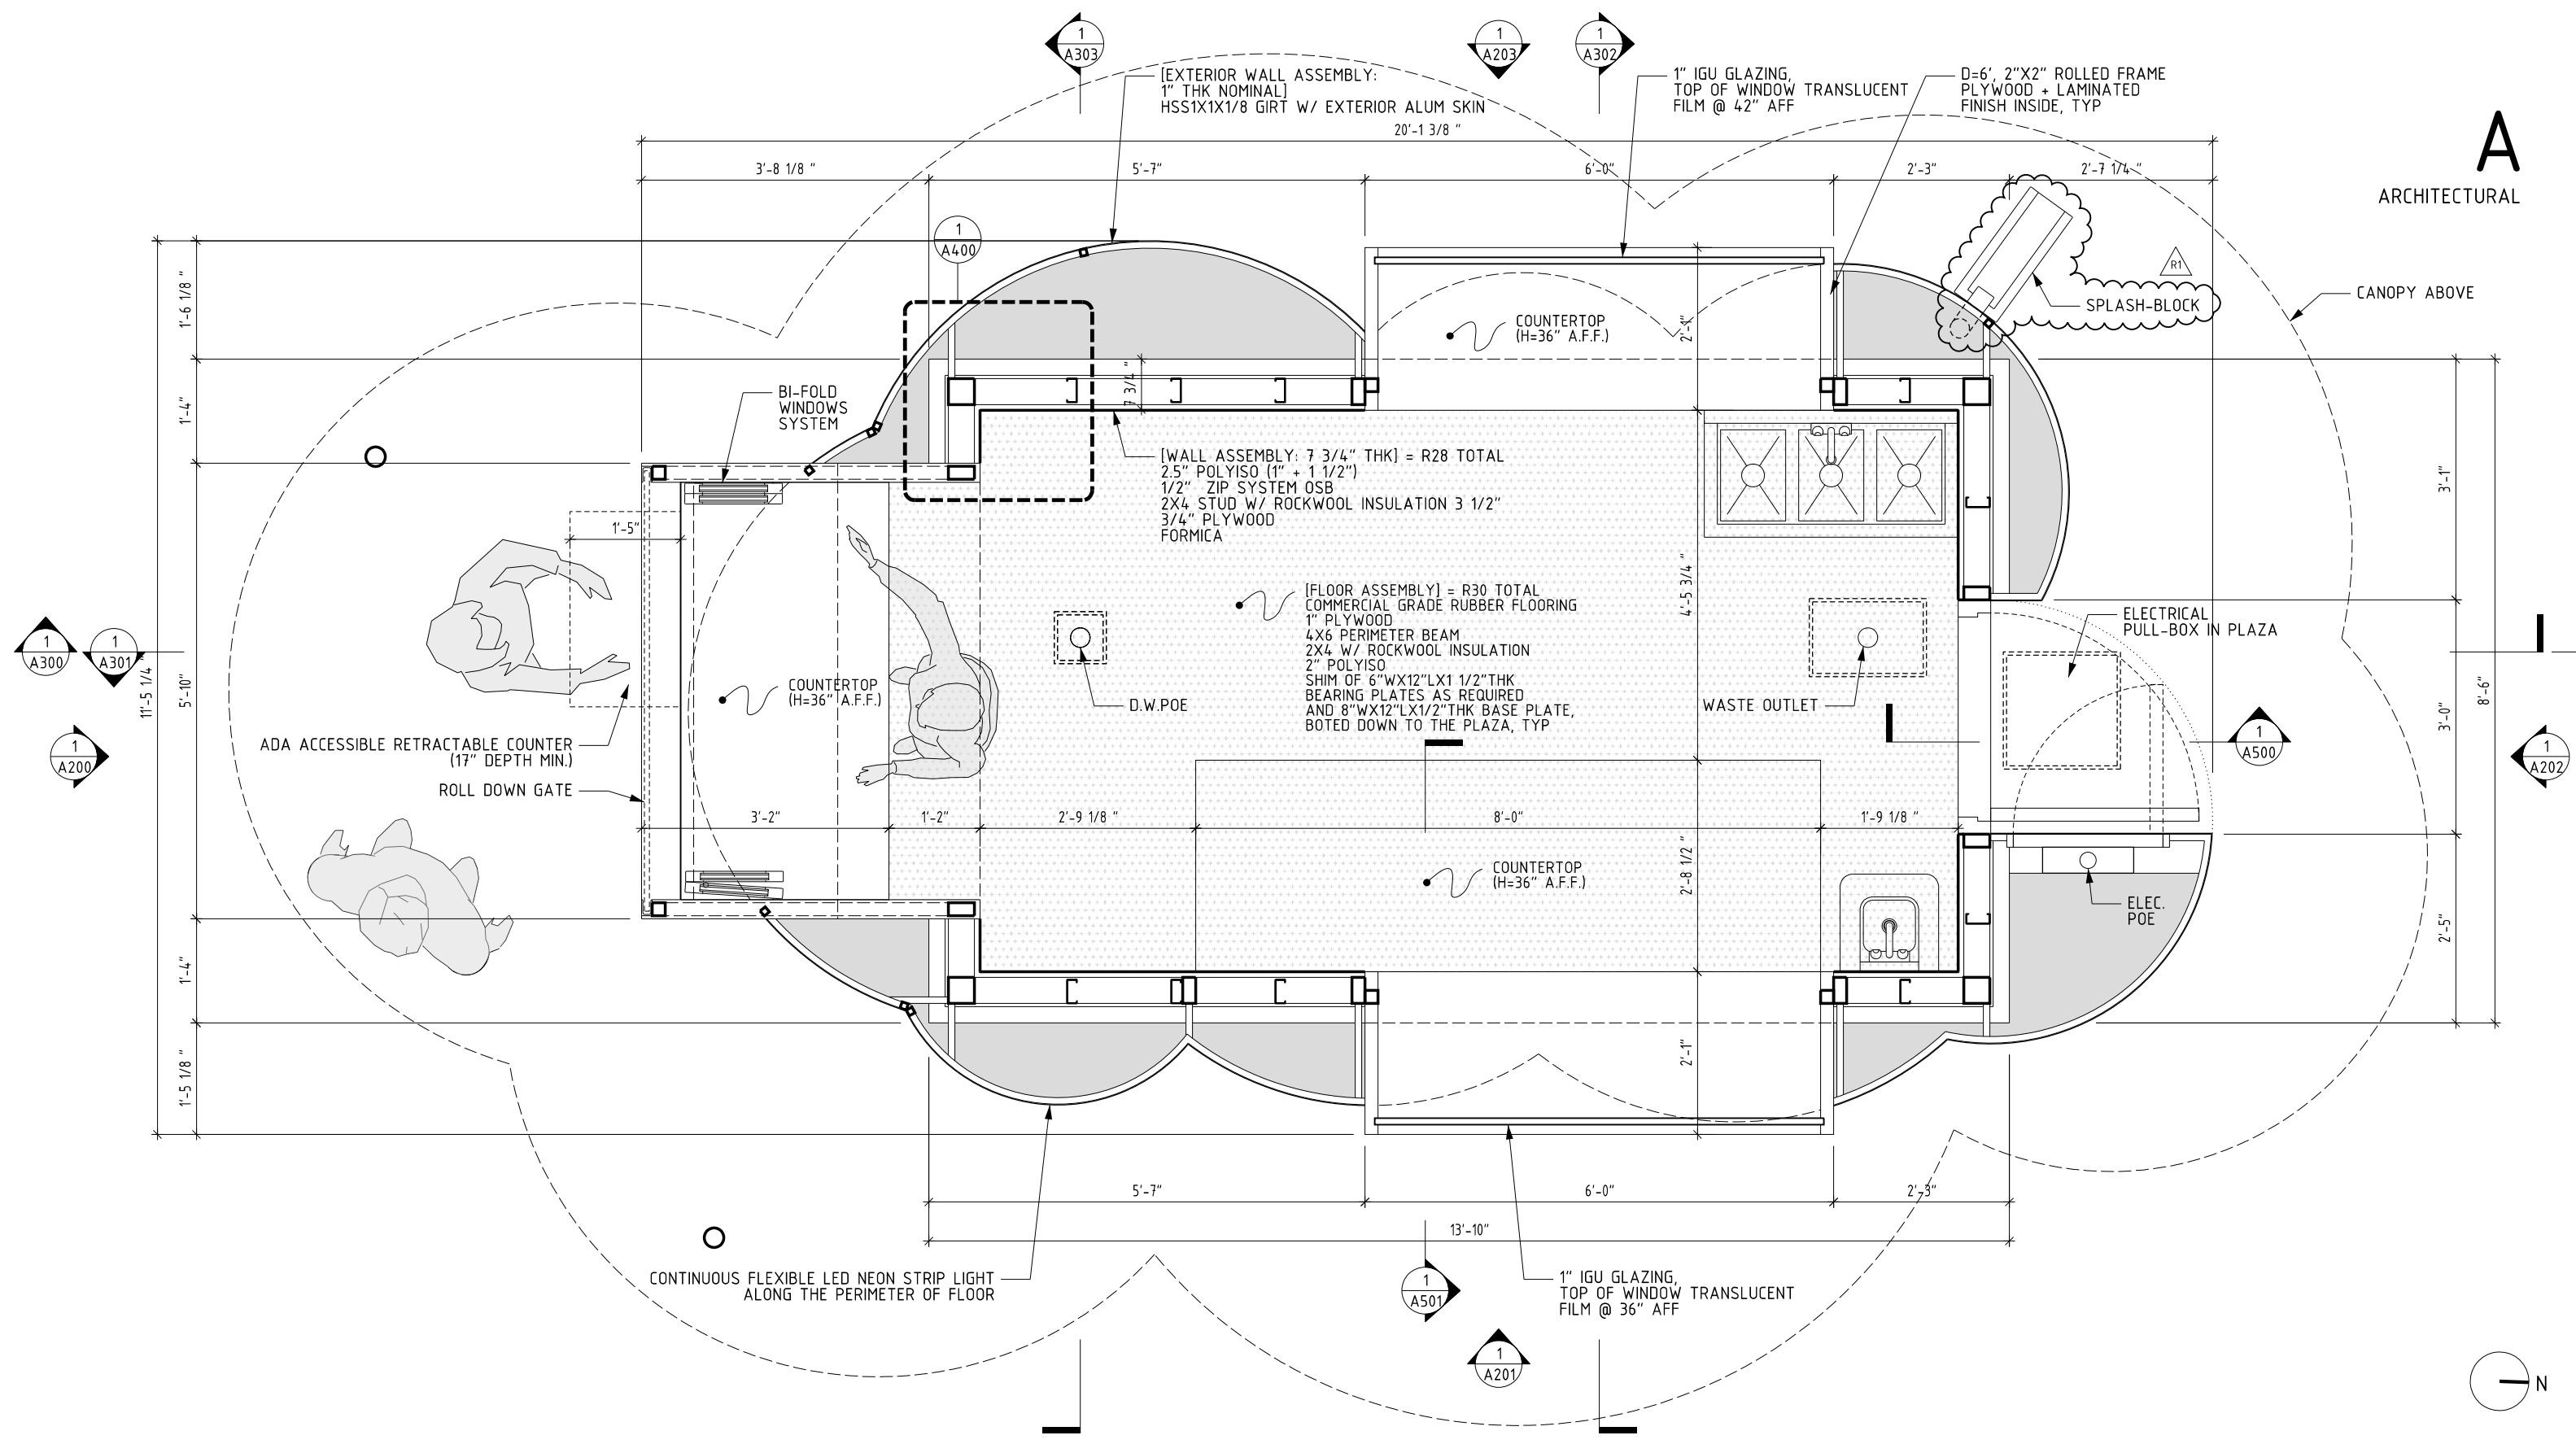 1
A303
1
A203
1
A302
[EXTERIOR WALL ASSEMBLY:
1" THK NOMINAL]
HSS1X1X1/8 GIRT W/ EXTERIOR ALUM SKIN
1" IGU GLAZING,
TOP OF WINDOW TRANSLUCENT
FILM @ 42" AFF
D=6', 2"X2" ROLLED FRAME
PLYWOOD + LAMINATED
FINISH INSIDE, TYP
A
ARCHITECTURAL
20'-1 3/8 "
3'-8 1/8 "
5'-7"
6'-0"
2'-3"
2'-7 1/4 "
1
A400
R1
SPLASH-BLOCK
CANOPY ABOVE
1'-6 1/8 "
COUNTERTOP
(H=36" A.F.F.)
2'-1"
7 3/4 "
BI-FOLD
WINDOWS
SYSTEM
1'-4"
[WALL ASSEMBLY: 7 3/4" THK] = R28 TOTAL
2.5" POLYISO (1" + 1 1/2")
1/2" ZIP SYSTEM OSB
2X4 STUD W/ ROCKWOOL INSULATION 3 1/2"
3/4" PLYWOOD
FORMICA
3'-1"
1'-5"
4'-5 3/4 "
[FLOOR ASSEMBLY] = R30 TOTAL
COMMERCIAL GRADE RUBBER FLOORING
1" PLYWOOD
4X6 PERIMETER BEAM
2X4 W/ ROCKWOOL INSULATION
2" POLYISO
SHIM OF 6"WX12"LX1 1/2"THK
BEARING PLATES AS REQUIRED
AND 8"WX12"LX1/2"THK BASE PLATE,
BOTED DOWN TO THE PLAZA, TYP
ELECTRICAL
PULL-BOX IN PLAZA
1
A300
1
A301
11'-5 1/4 "
5'-10"
COUNTERTOP
(H=36" A.F.F.)
D.W.POE
WASTE OUTLET
3'-0"
8'-6"
1
A200
ADA ACCESSIBLE RETRACTABLE COUNTER
(17" DEPTH MIN.)
ROLL DOWN GATE
1
A500
1
A202
3'-2"
1'-2"
2'-9 1/8 "
8'-0"
1'-9 1/8 "
COUNTERTOP
(H=36" A.F.F.)
2'-8 1/2 "
ELEC.
POE
2'-5"
1'-4"
1'-5 1/8 "
2'-1"
5'-7"
6'-0"
2'-3"
13'-10"
CONTINUOUS FLEXIBLE LED NEON STRIP LIGHT
ALONG THE PERIMETER OF FLOOR
1
A501
1" IGU GLAZING,
TOP OF WINDOW TRANSLUCENT
FILM @ 36" AFF
1
A201
N